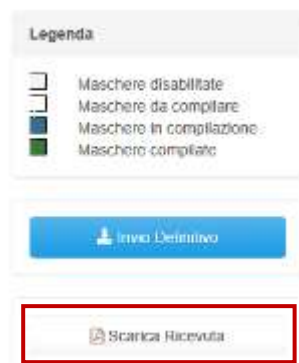 Legenda
Maschere disabilitate
Maschere da compilare
Maschere in compilazione
Maschere compilate
Invio Definitivo
Scarica Ricevuta